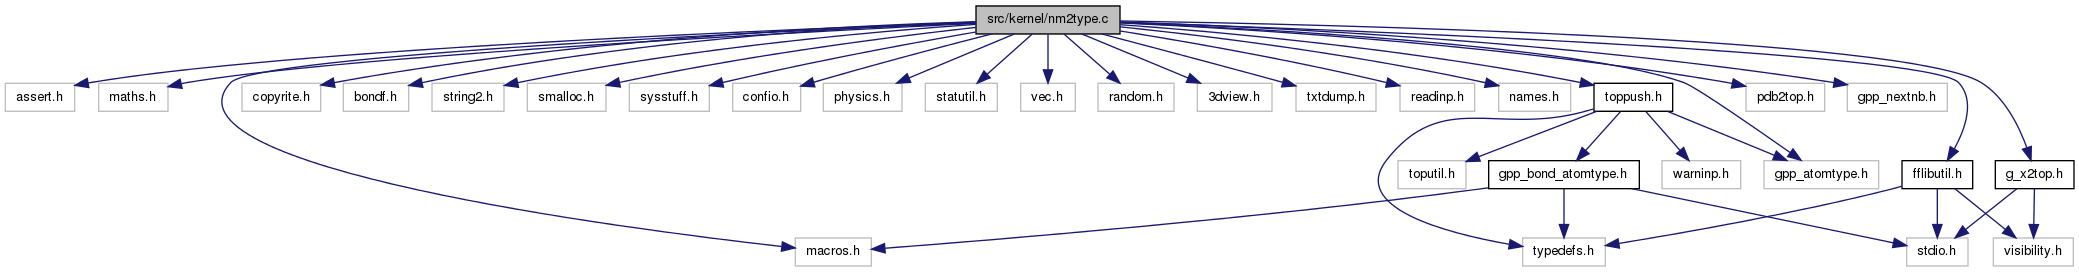 src/kernel/nm2type.c
assert.h
maths.h
copyrite.h
bondf.h
string2.h
smalloc.h
sysstuff.h
confio.h
physics.h
statutil.h
vec.h
random.h
3dview.h
txtdump.h
readinp.h
names.h
toppush.h
pdb2top.h
gpp_nextnb.h
toputil.h
gpp_bond_atomtype.h
warninp.h
gpp_atomtype.h
fflibutil.h
g_x2top.h
macros.h
typedefs.h
stdio.h
visibility.h